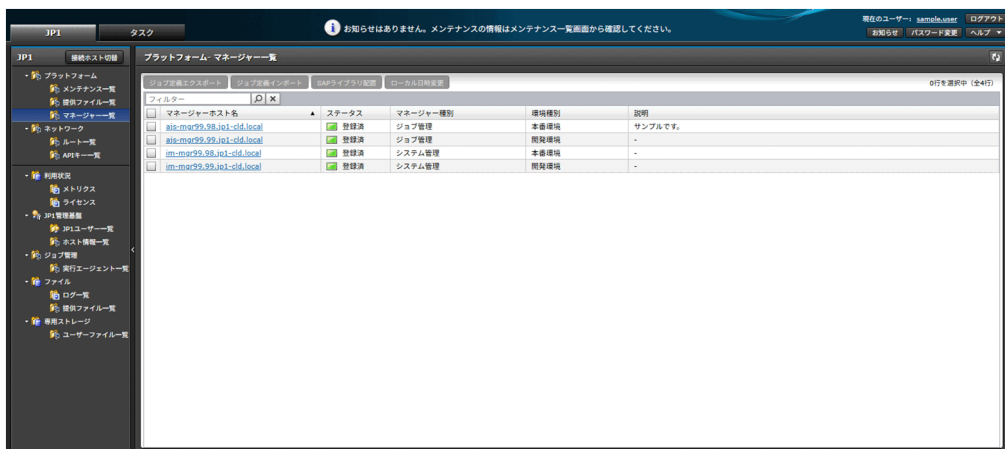 現在のユーザー: sample.user ログアウト
JP1 タスク お知らせはありません。メンテナンスの情報はメンテナンス一覧画面から確認してください。 お知らせ パスワード変更 ヘルプ ▼
JP1 接続ホスト切替
プラットフォーム
メンテナンス一覧
提供ファイル一覧
マネージャー一覧
ネットワーク
ルート一覧
APIキー一覧
利用状況
メトリクス
ライセンス
JP1管理基盤
JP1ユーザー一覧
ホスト情報一覧
ジョブ管理
実行エージェント一覧
ファイル
ログ一覧
提供ファイル一覧
専用ストレージ
ユーザーファイル一覧
プラットフォーム- マネージャー一覧
ジョブ定義エクスポート ジョブ定義インポート SAPライブラリ配置 ローカル日時変更 0行を選択中 (全4行)
フィルター
マネージャーホスト名 ▲ ステータス マネージャー種別 環境種別 説明
ajs-mgr99.98.jp1-cld.local 登録済 ジョブ管理 本番環境 サンプルです。
ajs-mgr99.99.jp1-cld.local 登録済 ジョブ管理 開発環境 -
im-mgr99.98.jp1-cld.local 登録済 システム管理 本番環境 -
im-mgr99.99.jp1-cld.local 登録済 システム管理 開発環境 -